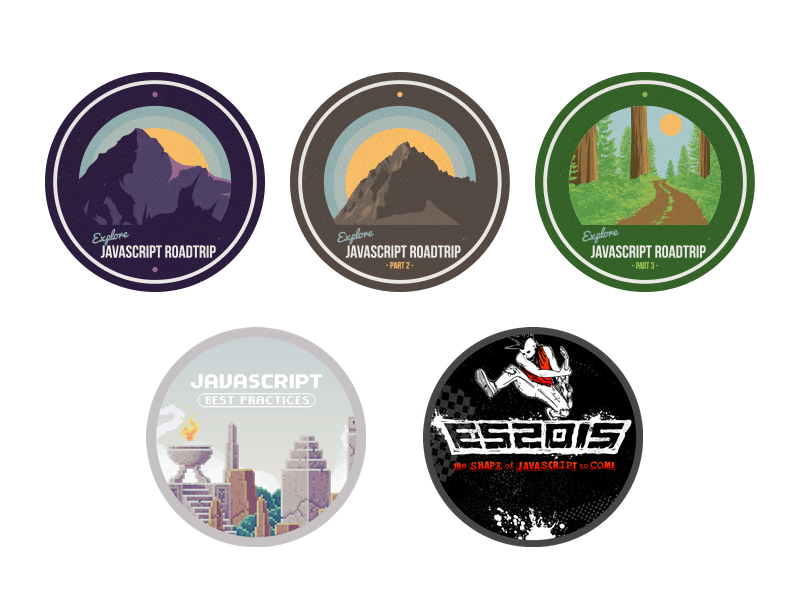 Explore
JAVASCRIPT ROADTRIP
Explore
JAVASCRIPT ROADTRIP
- PART 2 -
Explore
JAVASCRIPT ROADTRIP
- PART 3 -
JAVASCRIPT
BEST PRACTICES
ES2015
The SHAPE of JAVASCRIPT to COME